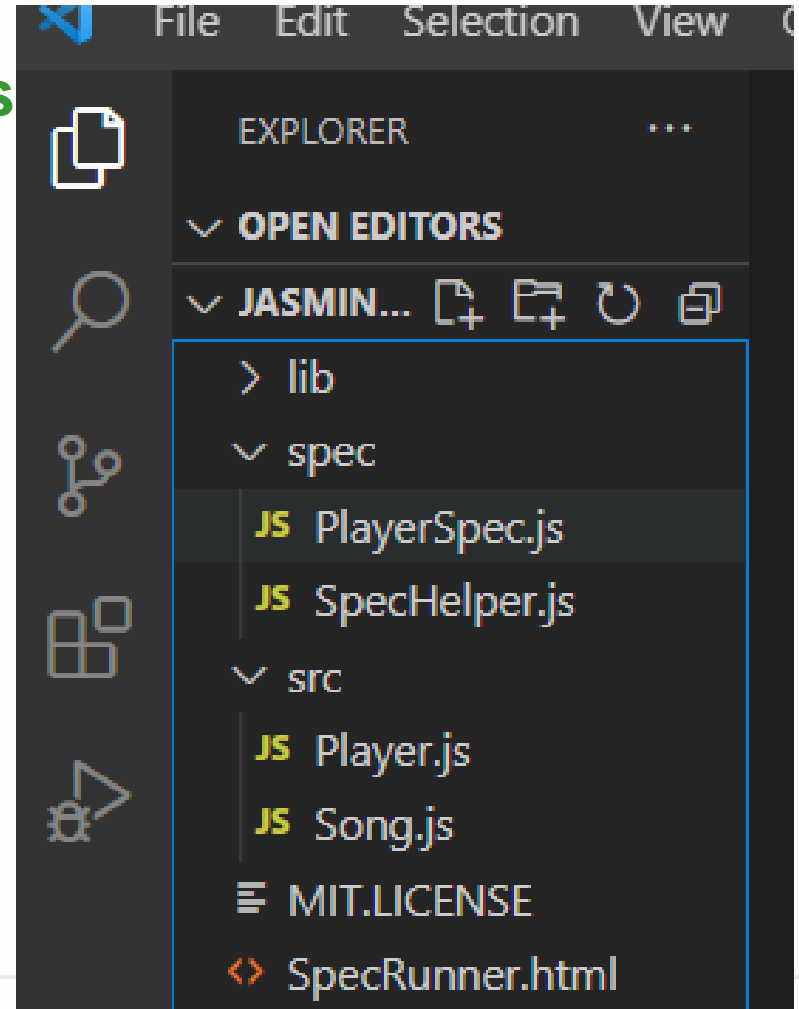 File Edit Selection View
s
EXPLORER ...
OPEN EDITORS
JASMIN...
lib
spec
JS PlayerSpec.js
JS SpecHelper.js
src
JS Player.js
JS Song.js
MIT.LICENSE
<> SpecRunner.html